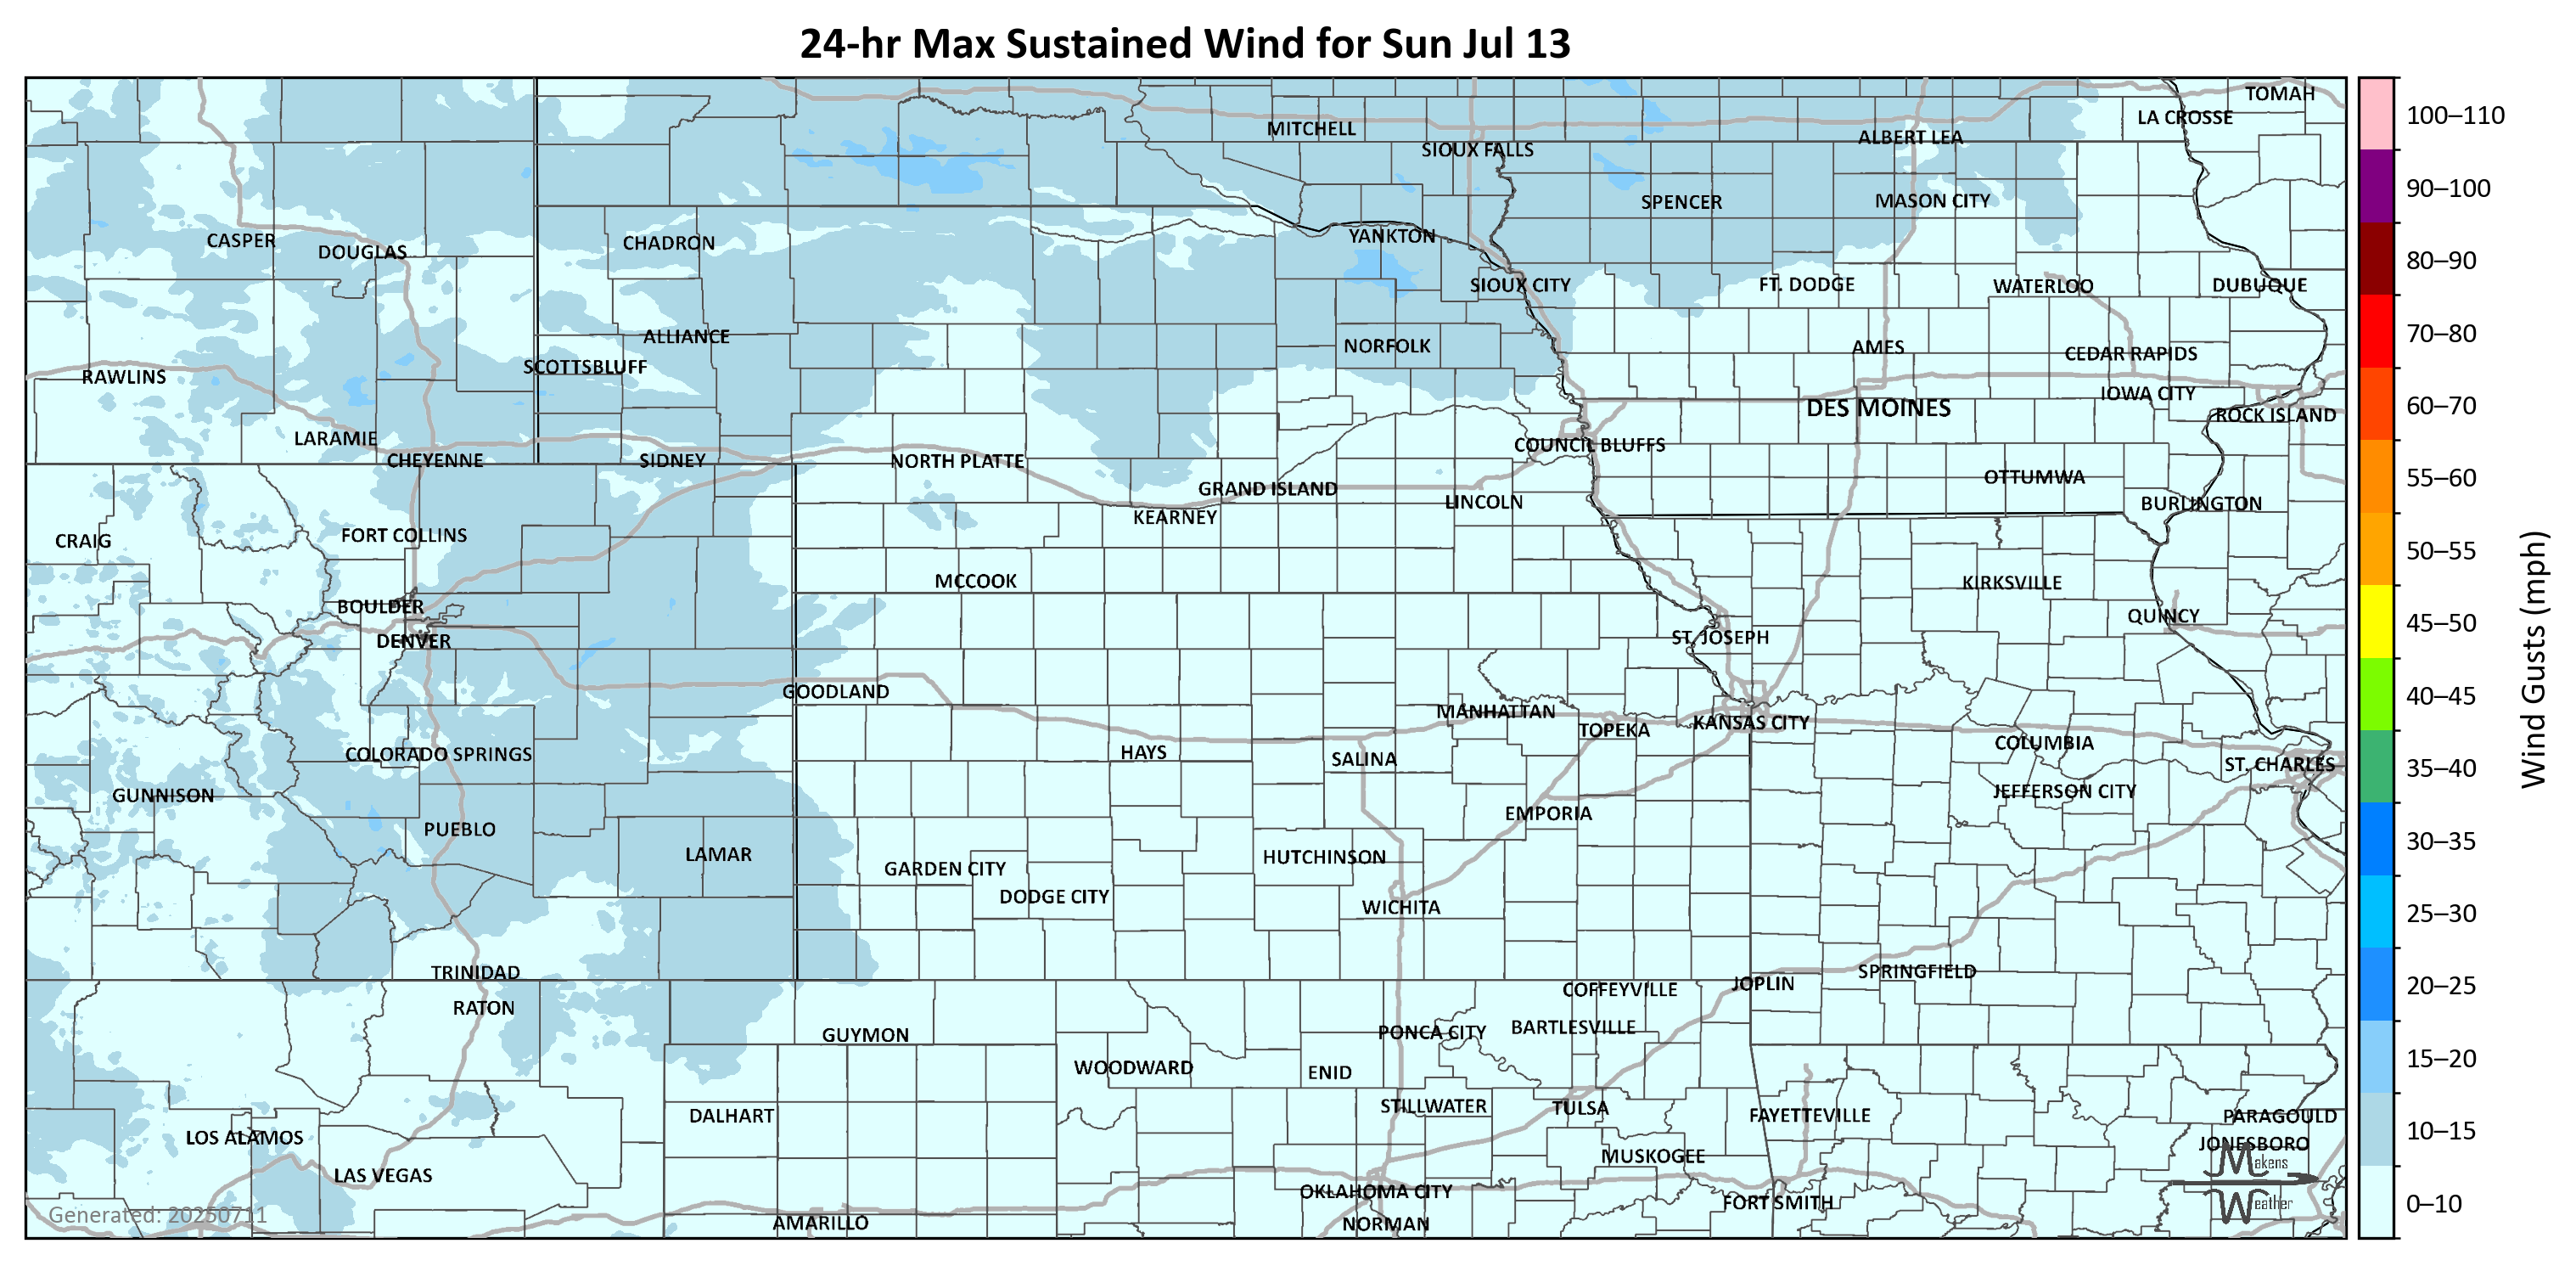 24-hr Max Sustained Wind for Sun Jul 13
TOMAH
LA CROSSE
MITCHELL
ALBERT LEA
SIOUX FALLS
SPENCER
MASON CITY
CASPER
DOUGLAS
CHADRON
YANKTON
SIOUX CITY
FT. DODGE
WATERLOO
DUBUQUE
ALLIANCE
NORFOLK
AMES
CEDAR RAPIDS
RAWLINS
SCOTTSBLUFF
IOWA CITY
DES MOINES
ROCK ISLAND
LARAMIE
COUNCIL BLUFFS
CHEYENNE
SIDNEY
NORTH PLATTE
GRAND ISLAND
LINCOLN
OTTUMWA
BURLINGTON
KEARNEY
CRAIG
FORT COLLINS
MCCOOK
KIRKSVILLE
BOULDER
QUINCY
DENVER
ST. JOSEPH
GOODLAND
MANHATTAN
TOPEKA
KANSAS CITY
COLORADO SPRINGS
HAYS
SALINA
COLUMBIA
ST. CHARLES
GUNNISON
JEFFERSON CITY
PUEBLO
EMPORIA
LAMAR
GARDEN CITY
HUTCHINSON
DODGE CITY
WICHITA
TRINIDAD
SPRINGFIELD
JOPLIN
COFFEYVILLE
RATON
GUYMON
PONCA CITY
BARTLESVILLE
WOODWARD
ENID
DALHART
STILLWATER
TULSA
FAYETTEVILLE
PARAGOULD
LOS ALAMOS
JONESBORO
LAS VEGAS
MUSKOGEE
OKLAHOMA CITY
FORT SMITH
AMARILLO
NORMAN
Generated: 20250711
Makens
Weather
100–110
90–100
80–90
70–80
60–70
55–60
50–55
45–50
40–45
35–40
30–35
25–30
20–25
15–20
10–15
0–10
Wind Gusts (mph)